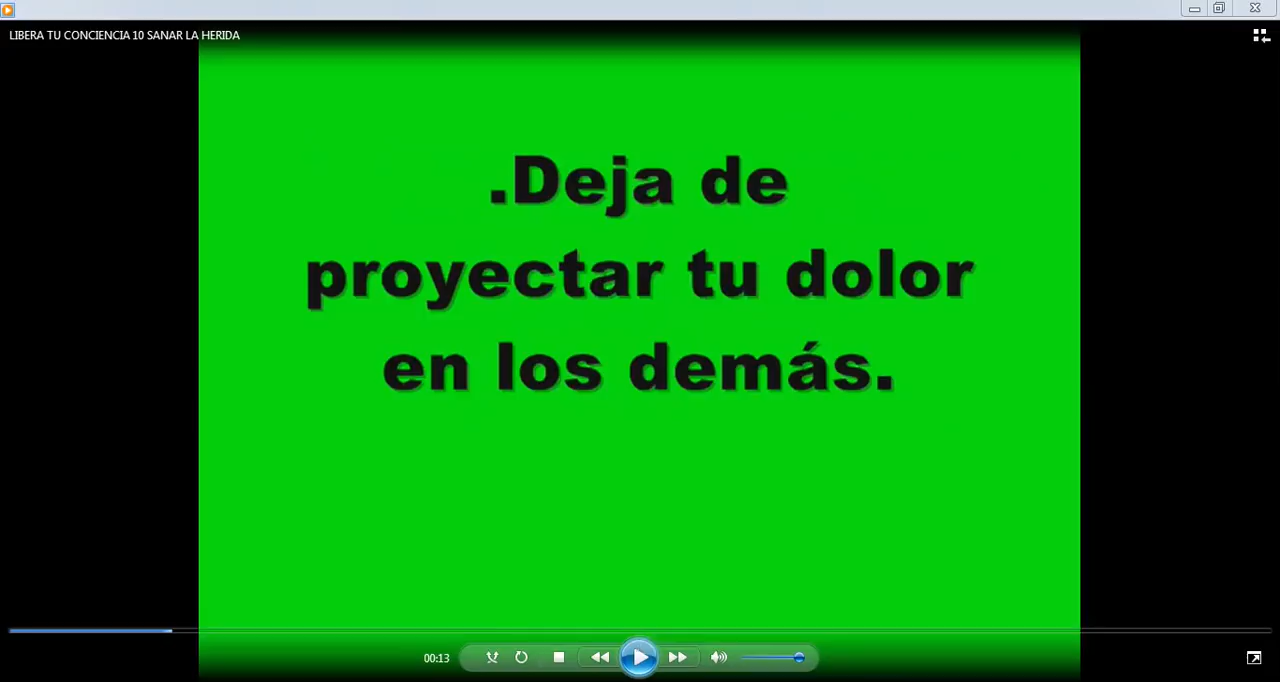 LIBERA TU CONCIENCIA 10 SANAR LA HERIDA
.Deja de
proyectar tu dolor
en los demás.
00:13